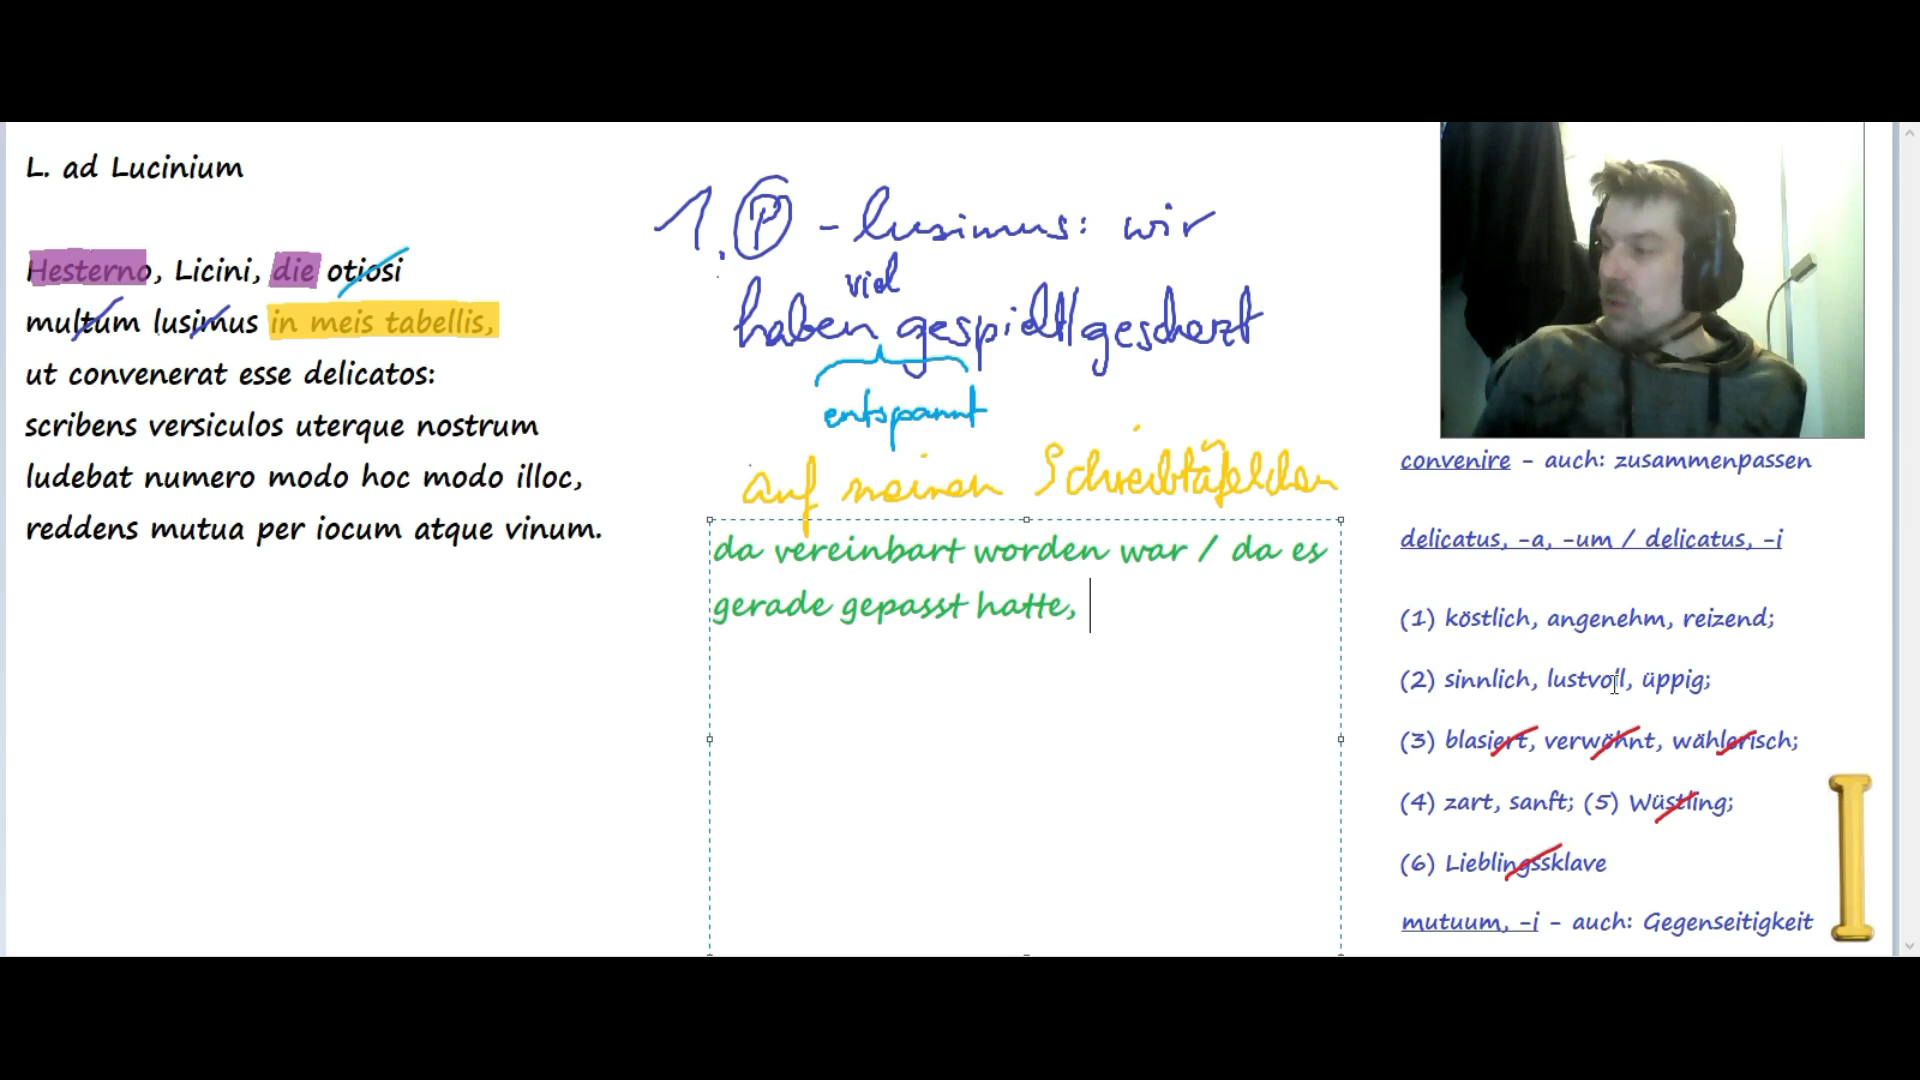 L. ad Lucinium
Hesterno, Licini, die otiosi
multum lusimus in meis tabellis,
ut convenerat esse delicatos:
scribens versiculos uterque nostrum
ludebat numero modo hoc modo illoc,
reddens mutua per iocum atque vinum.
1. P - lusimus: wir
viel
haben gespielt/gescherzt
entspannt
auf meinen Schreibtäfelchen
da vereinbart worden war / da es
gerade gepasst hatte,
convenire - auch: zusammenpassen
delicatus, -a, -um / delicatus, -i
(1) köstlich, angenehm, reizend;
(2) sinnlich, lustvoll, üppig;
(3) blasiert, verwöhnt, wählerisch;
(4) zart, sanft; (5) Wüstling;
(6) Lieblingssklave
mutuum, -i - auch: Gegenseitigkeit